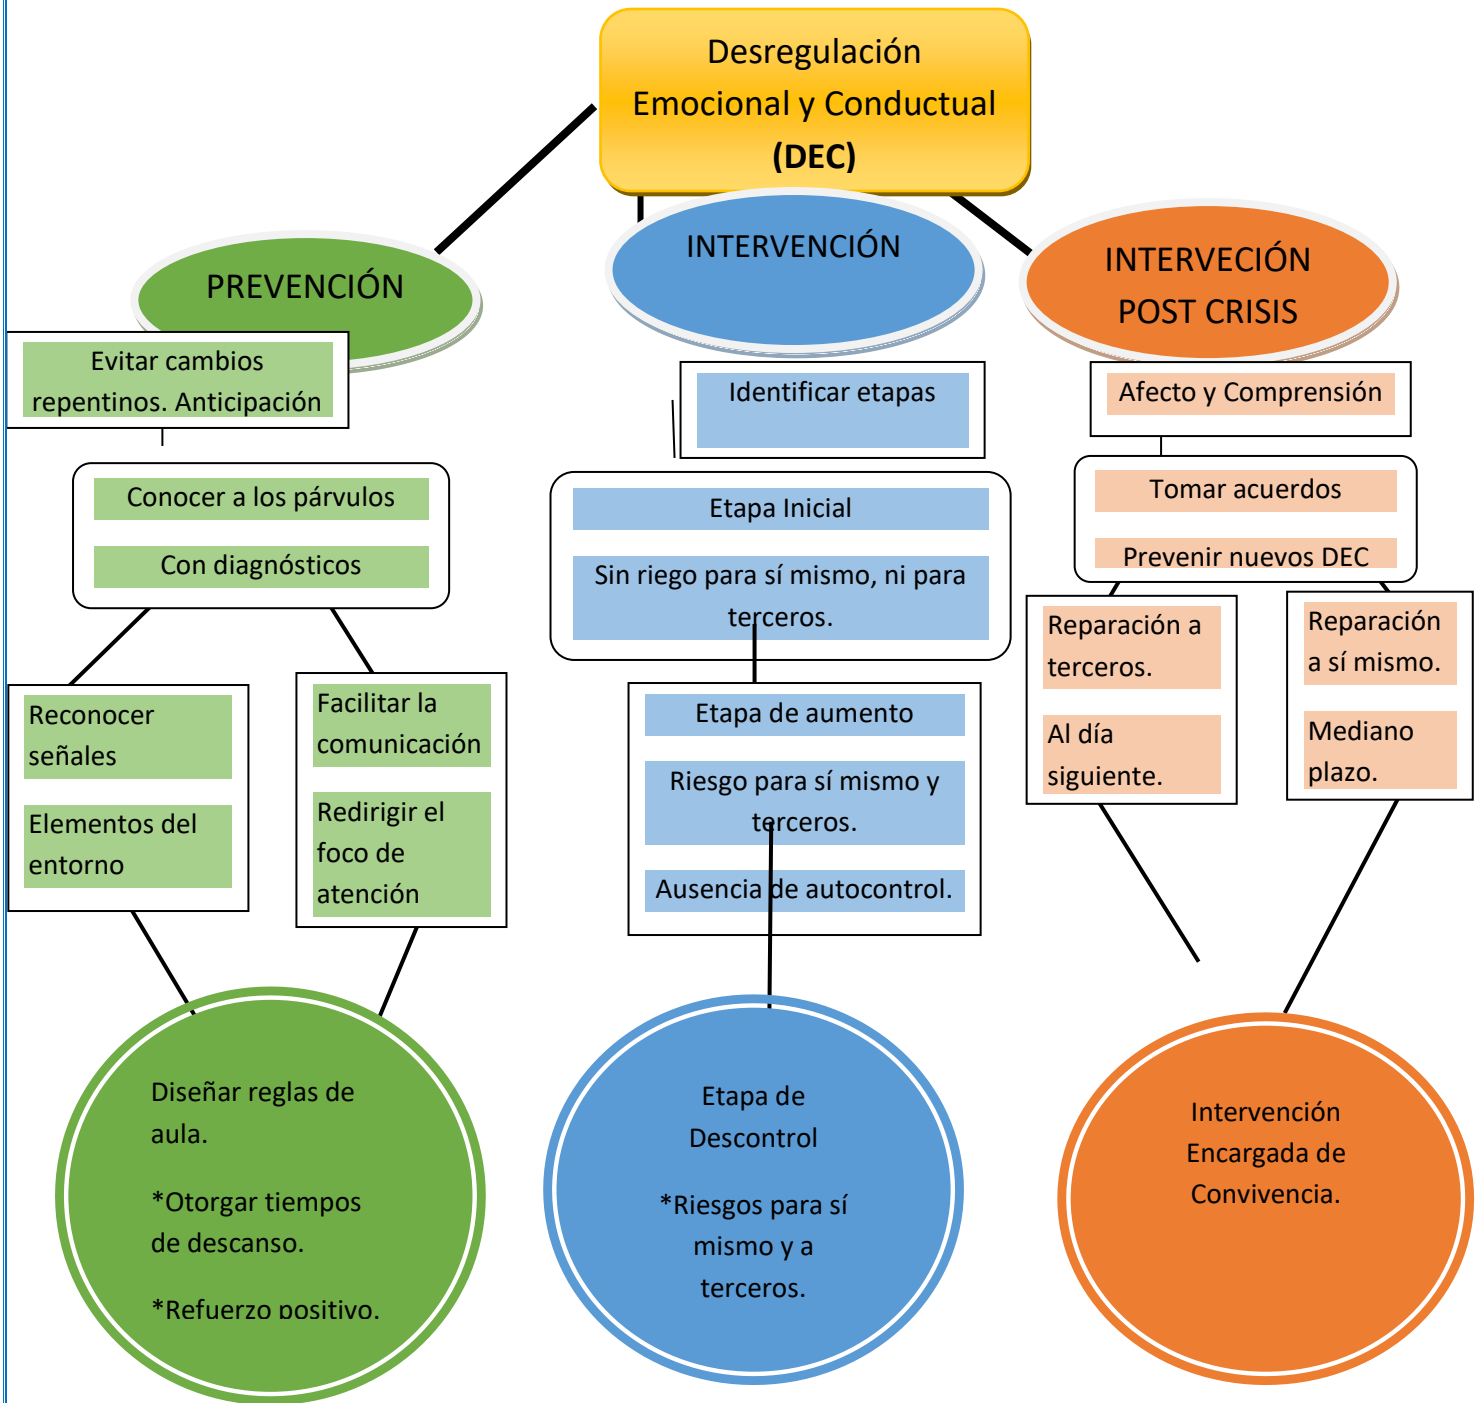 Desregulación
Emocional y Conductual
(DEC)
PREVENCIÓN
Evitar cambios
repentinos. Anticipación
Conocer a los párvulos
Con diagnósticos
Reconocer
señales
Elementos del
entorno
Facilitar la
comunicación
Redirigir el
foco de
atención
Diseñar reglas de
aula.
*Otorgar tiempos
de descanso.
*Refuerzo positivo.
INTERVENCIÓN
Identificar etapas
Etapa Inicial
Sin riego para sí mismo, ni para
terceros.
Etapa de aumento
Riesgo para sí mismo y
terceros.
Ausencia de autocontrol.
Etapa de
Descontrol
*Riesgos para sí
mismo y a
terceros.
INTERVECIÓN
POST CRISIS
Afecto y Comprensión
Tomar acuerdos
Prevenir nuevos DEC
Reparación a
terceros.
Al día
siguiente.
Reparación
a sí mismo.
Mediano
plazo.
Intervención
Encargada de
Convivencia.